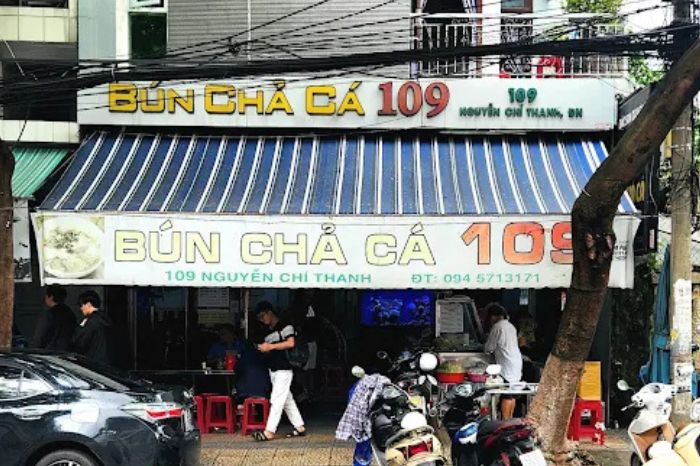 BÚN CHẢ CÁ 109
109
NGUYỄN CHÍ THANH, ĐN
BÚN CHẢ CÁ 109
109 NGUYỄN CHÍ THANH ĐT: 094 5713171